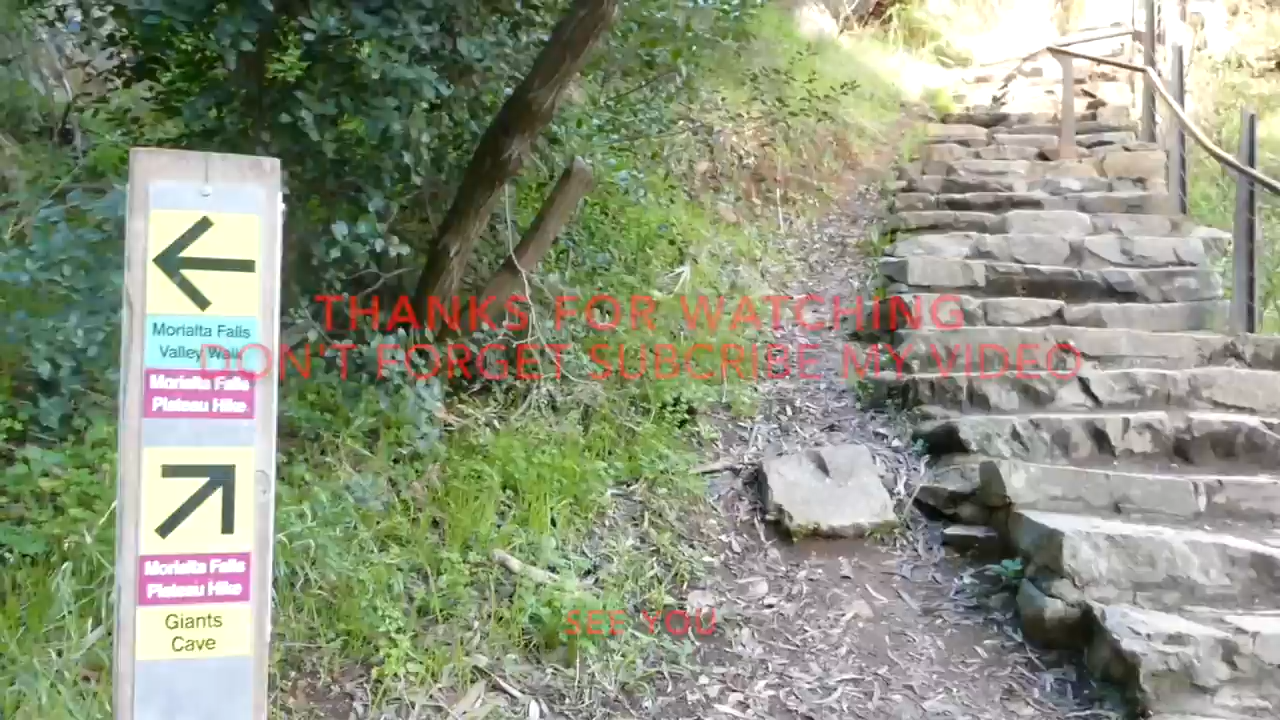 Morialta Falls
Valley Walk
Morialta Falls
Plateau Hike
Morialta Falls
Plateau Hike
Giants
Cave
THANKS FOR WATCHING
DON'T FORGET SUBCRIBE MY VIDEO
SEE YOU